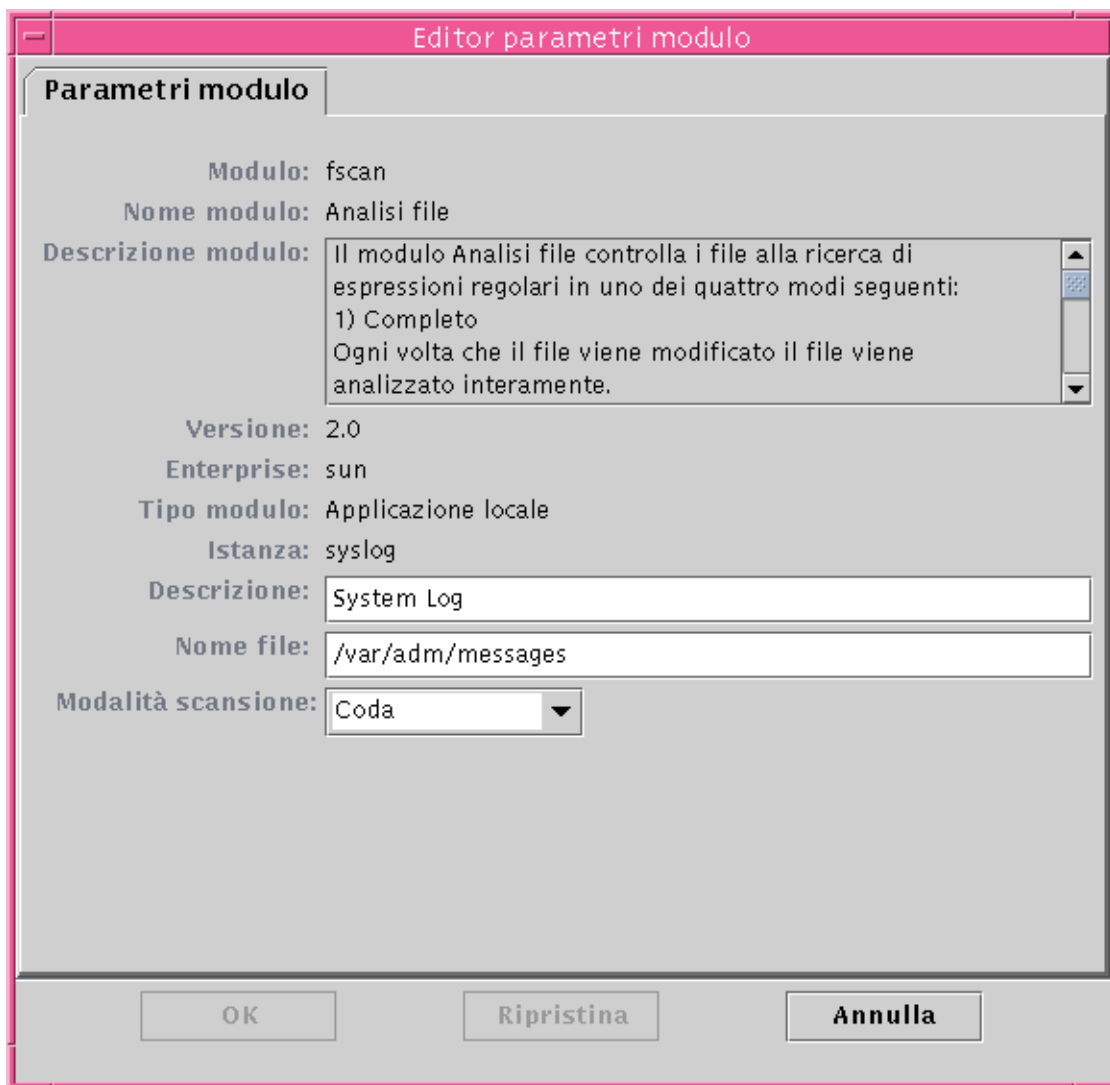 Editor parametri modulo
Parametri modulo
Modulo: fscan
Nome modulo: Analisi file
Descrizione modulo: Il modulo Analisi file controlla i file alla ricerca di
espressioni regolari in uno dei quattro modi seguenti:
1) Completo
Ogni volta che il file viene modificato il file viene
analizzato interamente.
Versione: 2.0
Enterprise: sun
Tipo modulo: Applicazione locale
Istanza: syslog
Descrizione: System Log
Nome file: /var/adm/messages
Modalità scansione: Coda
OK Ripristina Annulla